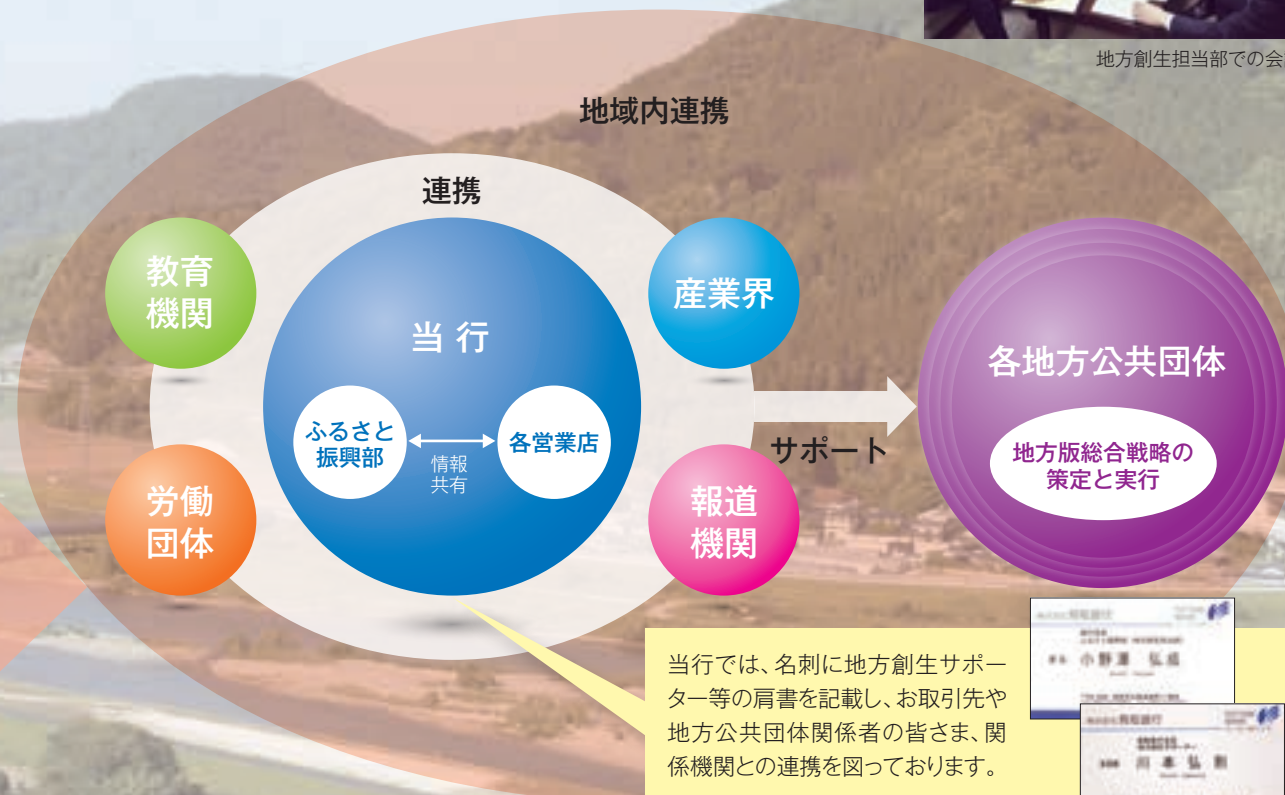 地方創生担当部での会
地域内連携
連携
教育
機関
産業界
当 行
ふるさと
振興部
情報
共有
各営業店
労働
団体
報道
機関
サポート
各地方公共団体
地方版総合戦略の
策定と実行
当行では、名刺に地方創生サポー
ター等の肩書を記載し、お取引先や
地方公共団体関係者の皆さま、関
係機関との連携を図っております。